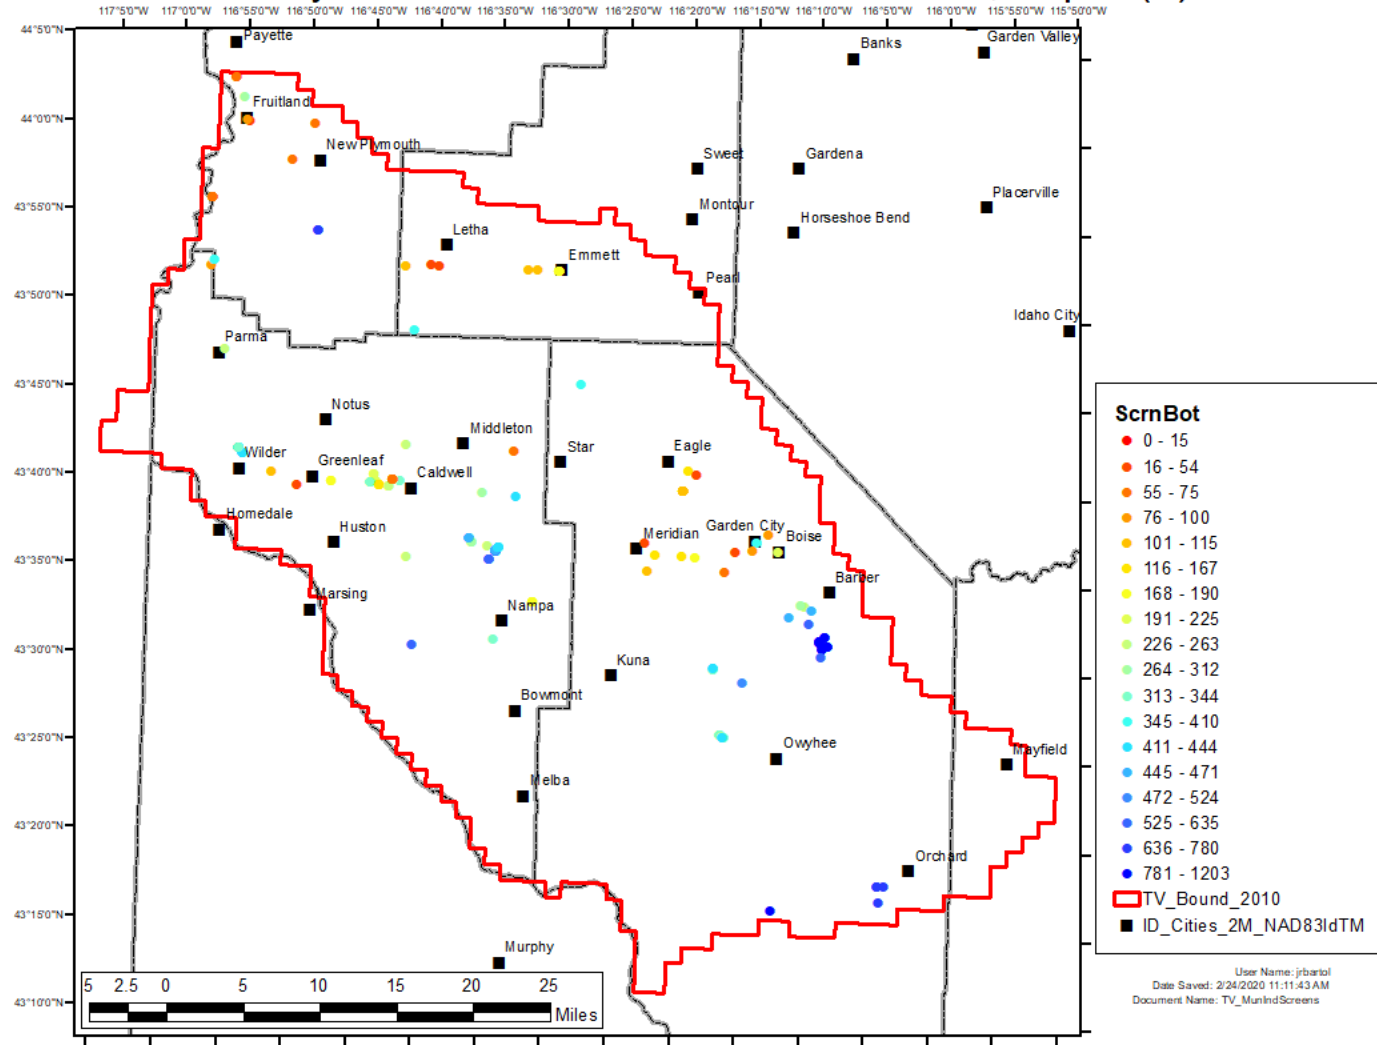 117°5'0"W 117°0'0"W 116°55'0"W 116°50'0"W 116°45'0"W 116°40'0"W 116°35'0"W 116°30'0"W 116°25'0"W 116°20'0"W 116°15'0"W 116°10'0"W 116°5'0"W 116°0'0"W 115°50'0"W
44°5'0"N
44°0'0"N
43°55'0"N
43°50'0"N
43°45'0"N
43°40'0"N
43°35'0"N
43°30'0"N
43°25'0"N
43°20'0"N
43°15'0"N
43°10'0"N
Payette
Banks
Garden Valley
Fruitland
New Plymouth
Sweet
Gardena
Placerville
Montour
Horseshoe Bend
Letha
Emmett
Pearl
Idaho City
Parma
Notus
Middleton
Star
Eagle
Wilder
Greenleaf
Caldwell
Homedale
Huston
Meridian
Garden City
Boise
Barber
Marsing
Nampa
Kuna
Bowmont
Owyhee
Mayfield
Melba
Orchard
Murphy
5 2.5 0 5 10 15 20 25
Miles
ScrnBot
0 - 15
16 - 54
55 - 75
76 - 100
101 - 115
116 - 167
168 - 190
191 - 225
226 - 263
264 - 312
313 - 344
345 - 410
411 - 444
445 - 471
472 - 524
525 - 635
636 - 780
781 - 1203
TV_Bound_2010
ID_Cities_2M_NAD83IdTM
User Name: jrbartol
Date Saved: 2/24/2020 11:11:43 AM
Document Name: TV_MunIndScreens